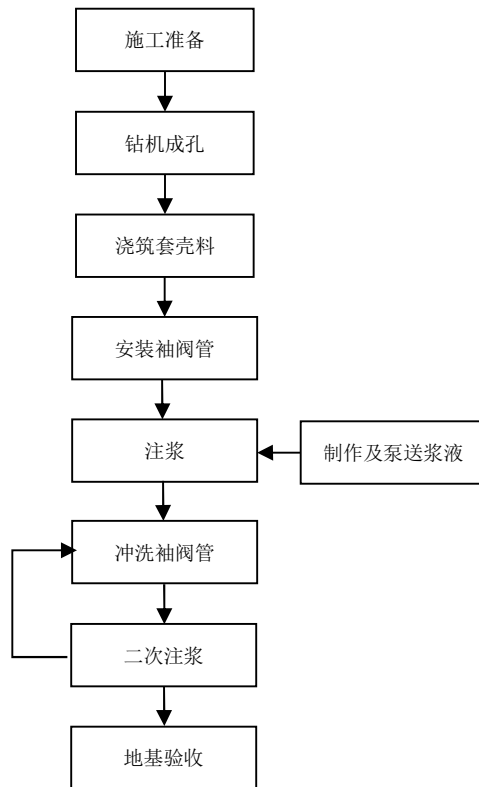 施工准备
钻机成孔
浇筑套壳料
安装袖阀管
注浆
制作及泵送浆液
冲洗袖阀管
二次注浆
地基验收